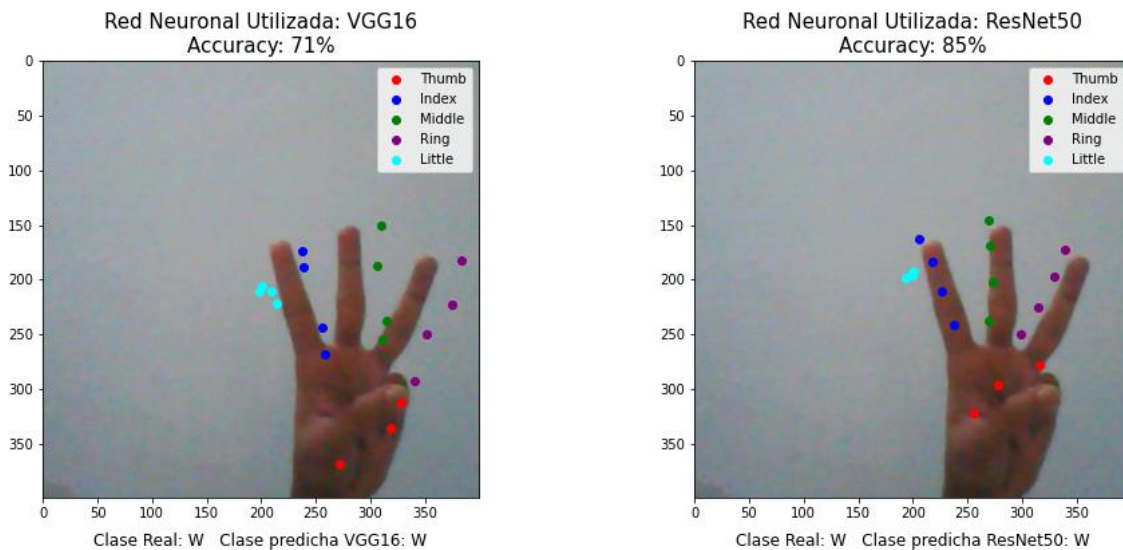 Red Neuronal Utilizada: VGG16
Accuracy: 71%
0
50
100
150
200
250
300
350
0 50 100 150 200 250 300 350
Thumb
Index
Middle
Ring
Little
Clase Real: W Clase predicha VGG16: W
Red Neuronal Utilizada: ResNet50
Accuracy: 85%
0
50
100
150
200
250
300
350
0 50 100 150 200 250 300 350
Thumb
Index
Middle
Ring
Little
Clase Real: W Clase predicha ResNet50: W